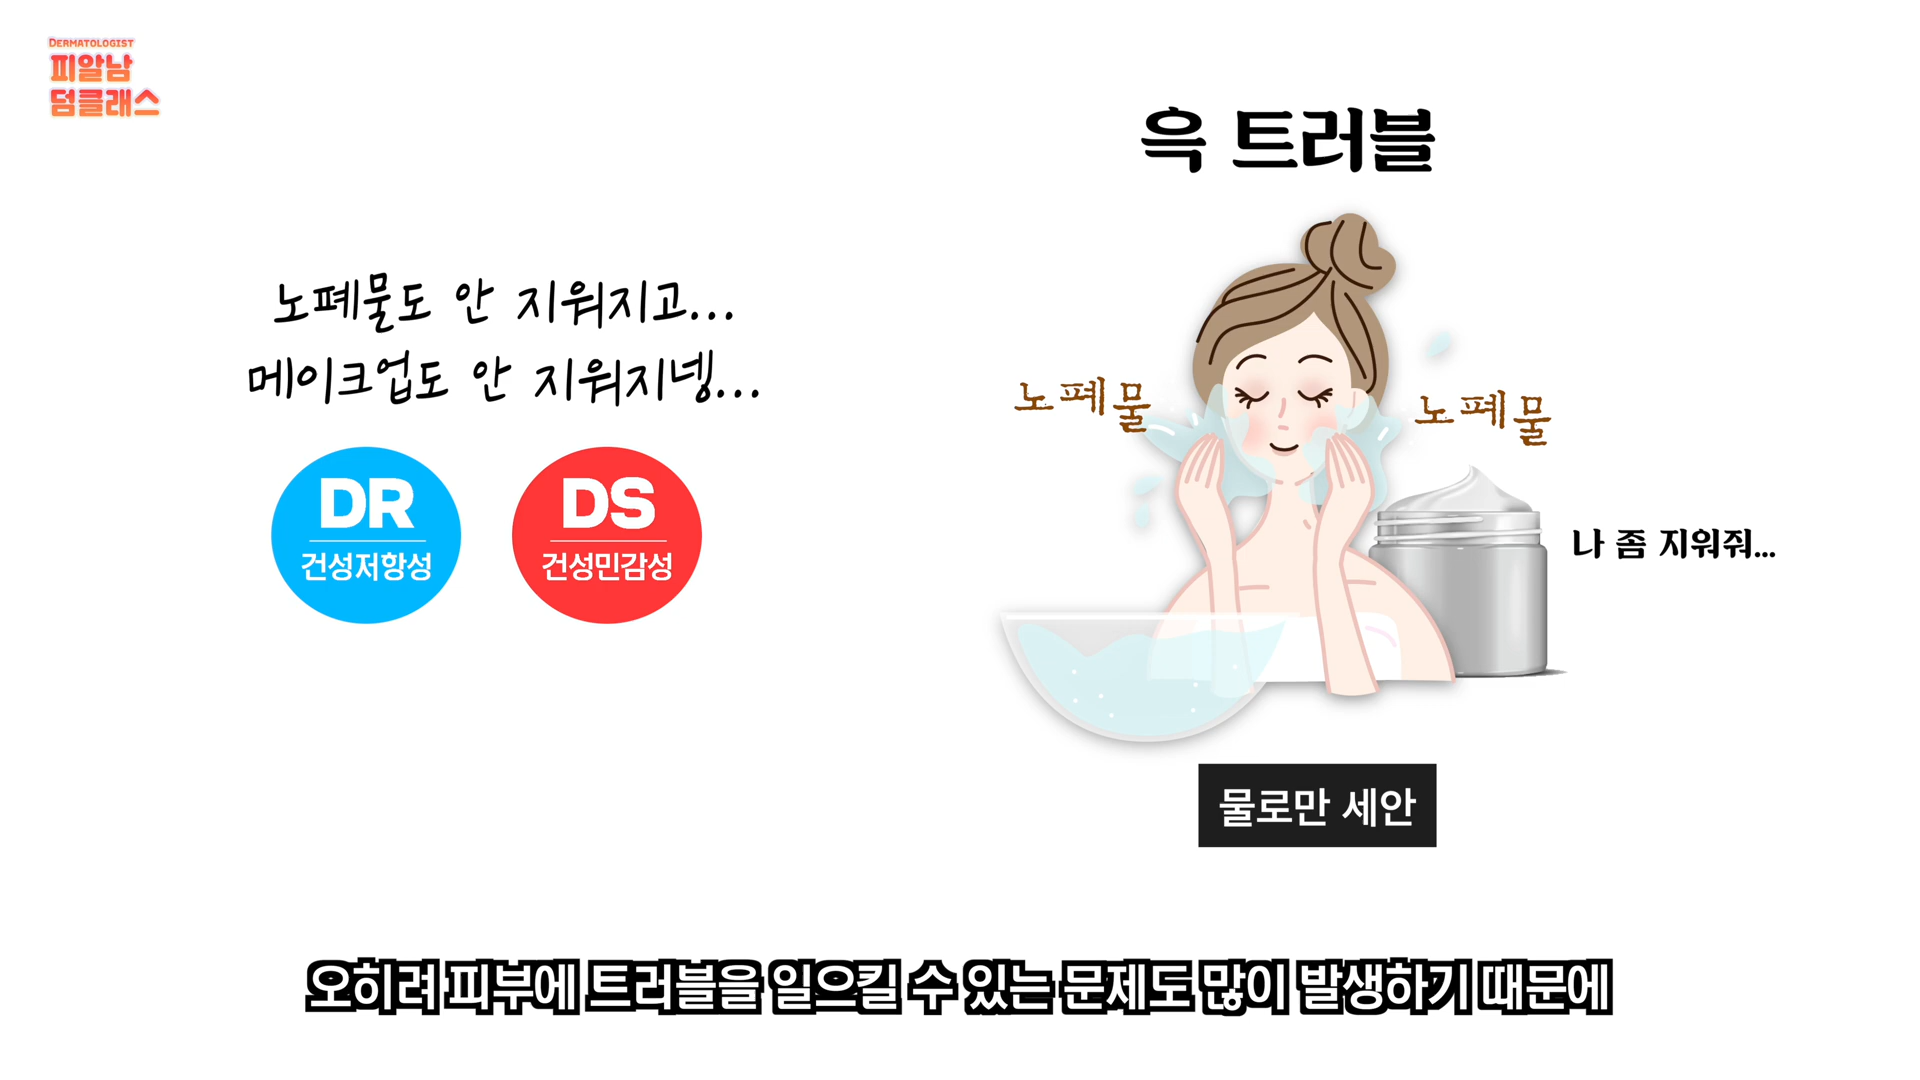 DERMATOLOGIST
피알남
덤클래스
흑 트러블
노폐물도 안 지워지고...
메이크업도 안 지워지넹...
노폐물
노폐물
DR
건성저항성
DS
건성민감성
나 좀 지워줘...
물로만 세안
오히려 피부에 트러블을 일으킬 수 있는 문제도 많이 발생하기 때문에